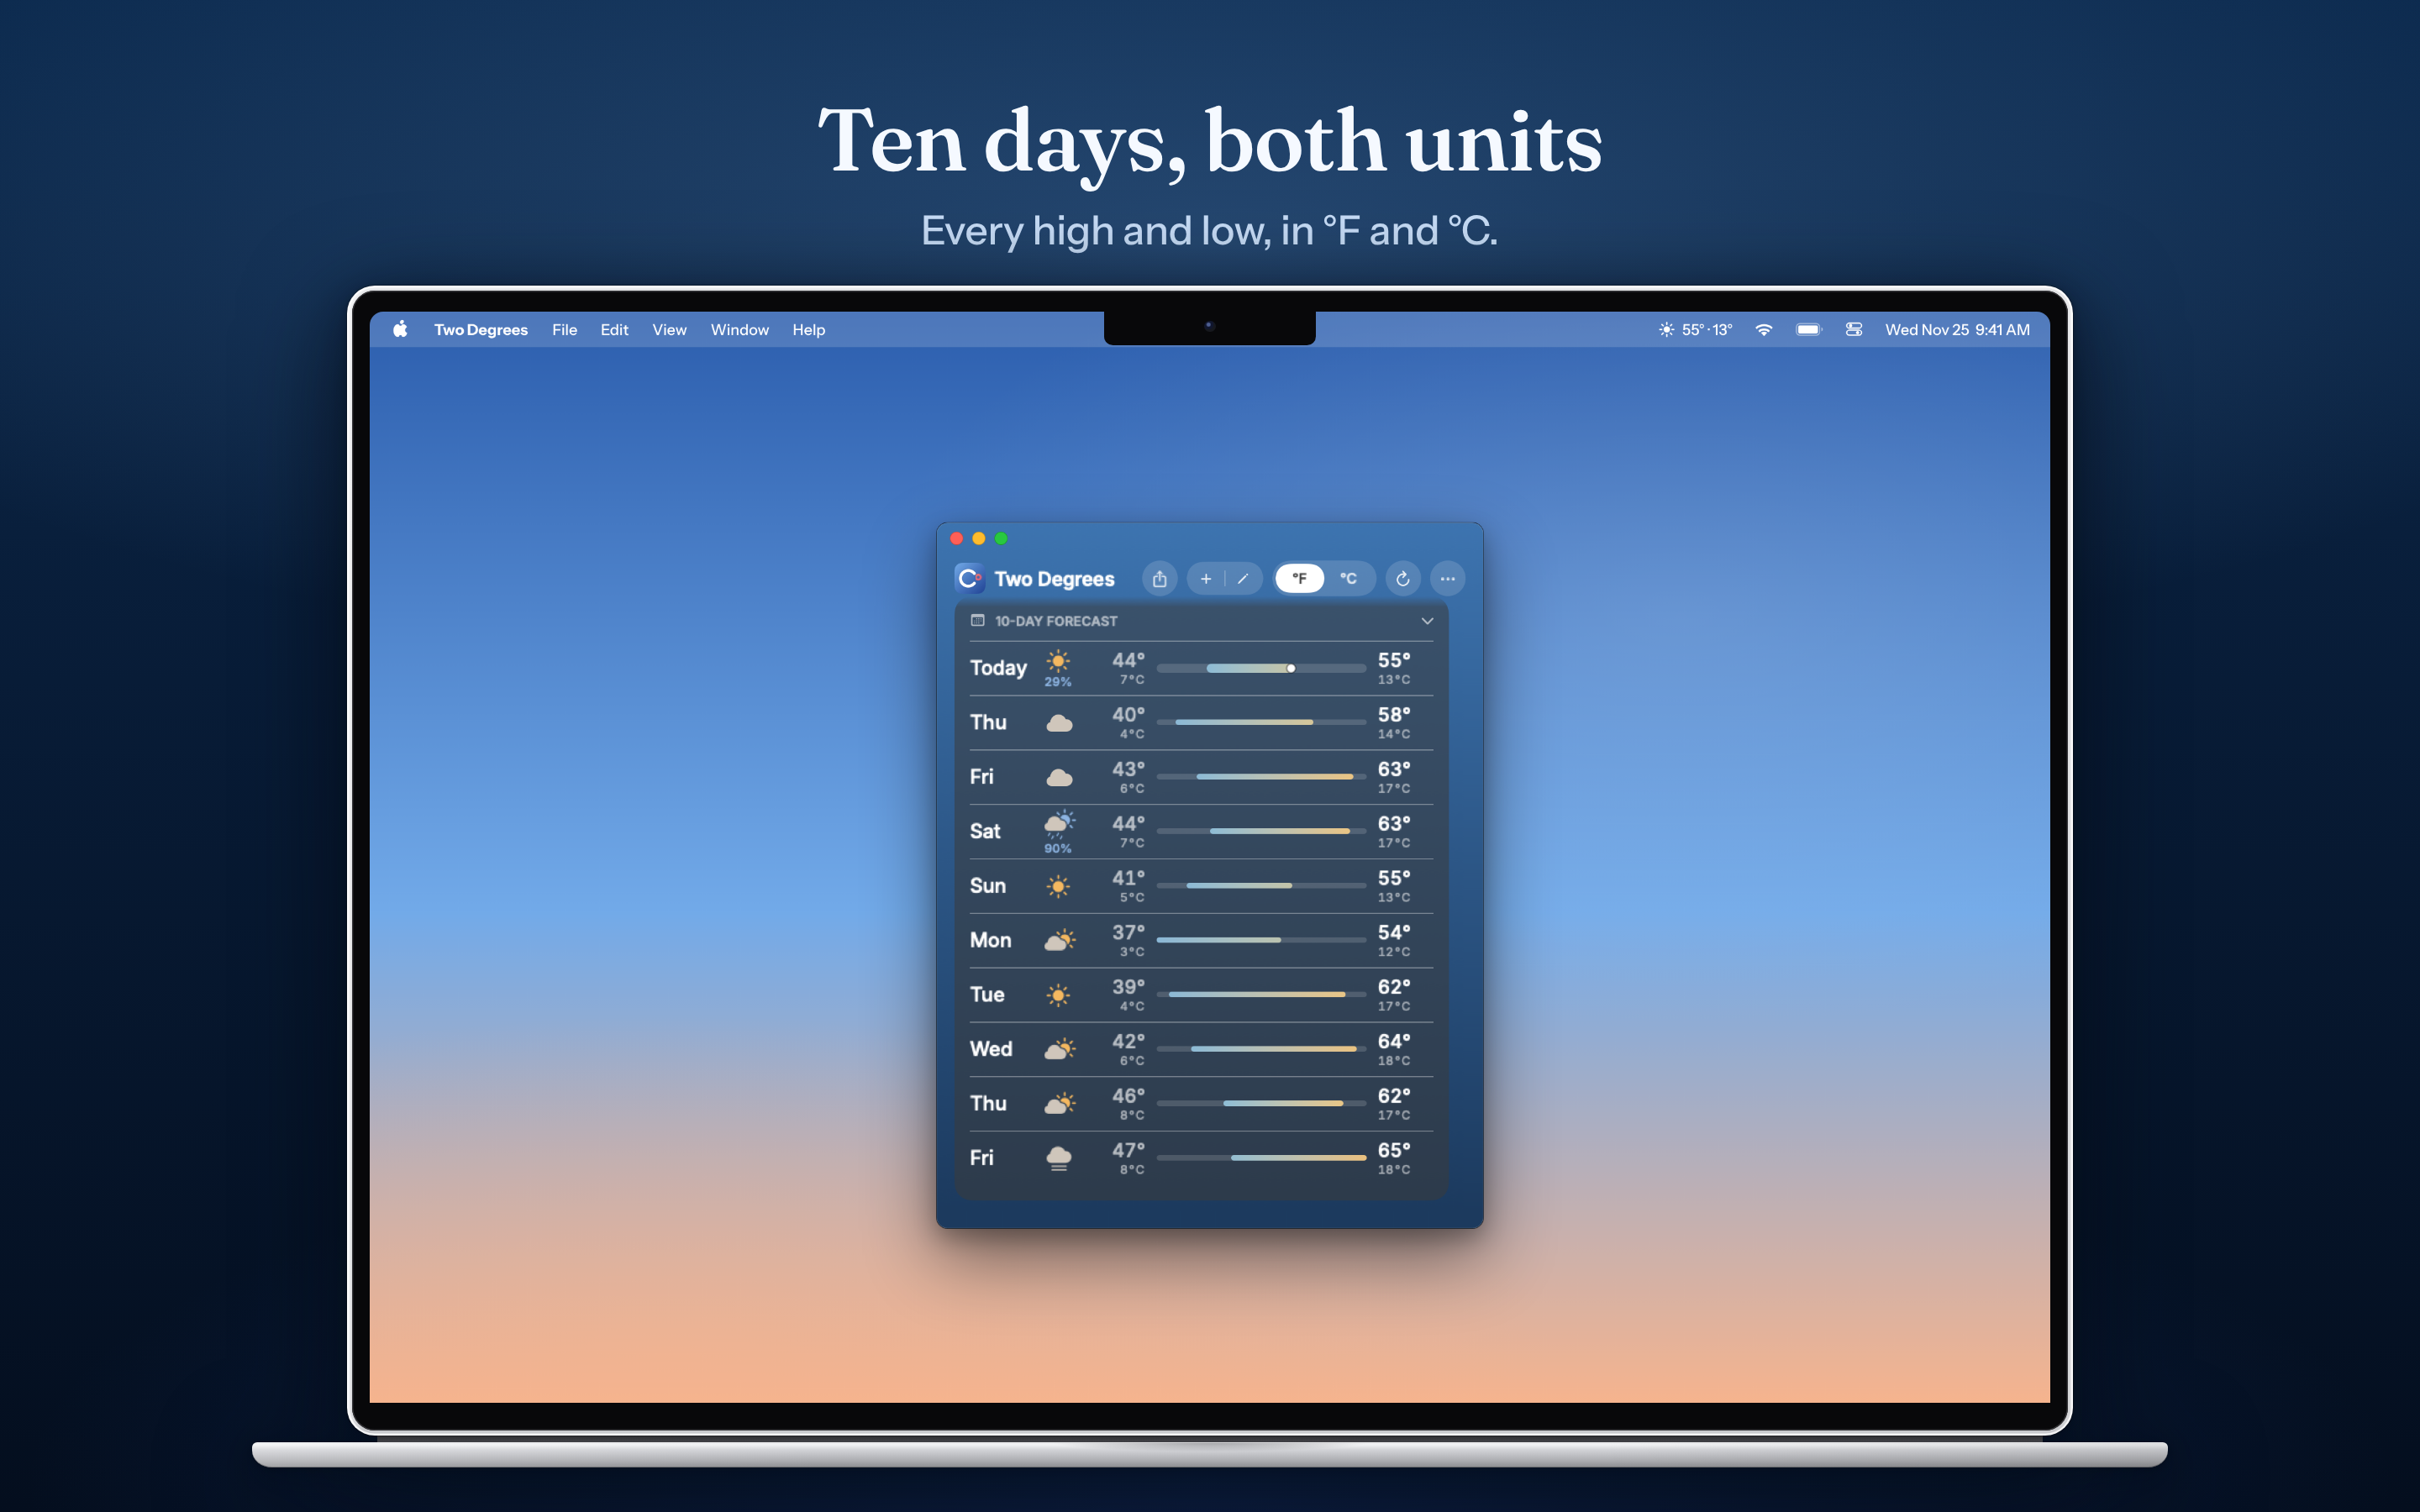 Ten days, both units
Every high and low, in °F and °C.
Two Degrees File Edit View Window Help 55° · 13° Wed Nov 25 9:41 AM
Two Degrees °F °C
10-DAY FORECAST
Today 44° 55°
29% 7°C 13°C
Thu 40° 58°
4°C 14°C
Fri 43° 63°
6°C 17°C
Sat 44° 63°
90% 7°C 17°C
Sun 41° 55°
5°C 13°C
Mon 37° 54°
3°C 12°C
Tue 39° 62°
4°C 17°C
Wed 42° 64°
6°C 18°C
Thu 46° 62°
8°C 17°C
Fri 47° 65°
8°C 18°C